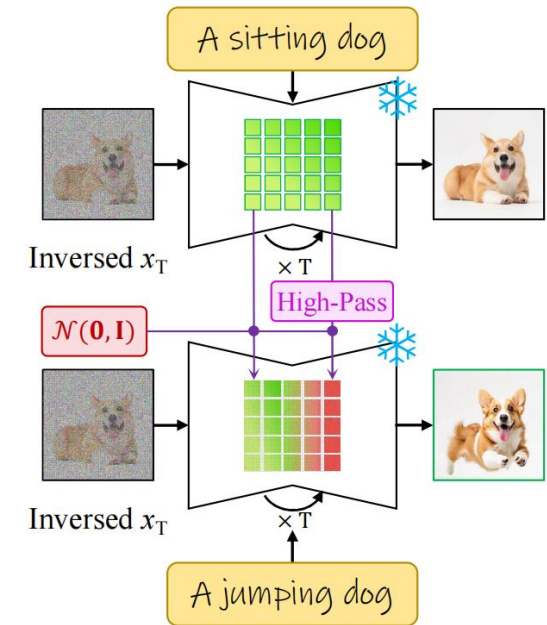 A sitting dog
Inversed x_T
× T
High-Pass
𝒩(𝟎, 𝐈)
Inversed x_T
× T
A jumping dog